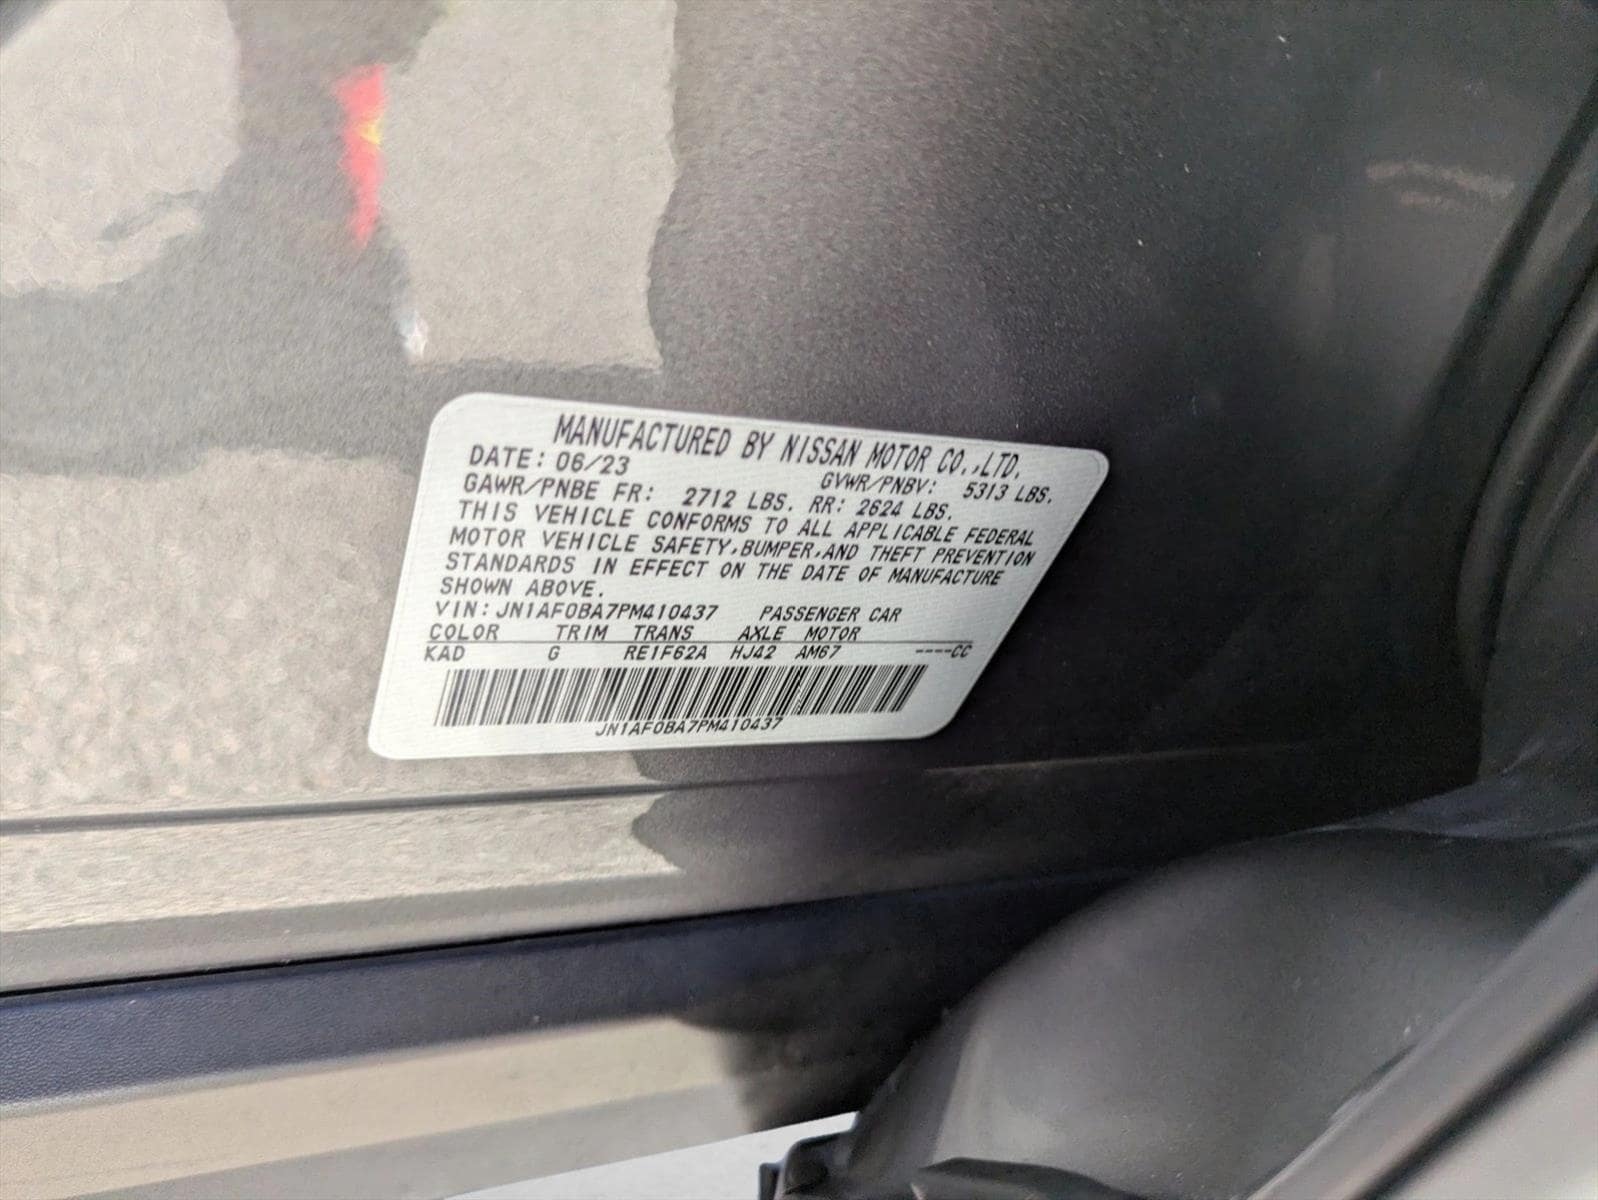 MANUFACTURED BY NISSAN MOTOR CO.,LTD.
DATE: 06/23 GVWR/PNBV: 5313 LBS.
GAWR/PNBE FR: 2712 LBS. RR: 2624 LBS.
THIS VEHICLE CONFORMS TO ALL APPLICABLE FEDERAL
MOTOR VEHICLE SAFETY,BUMPER,AND THEFT PREVENTION
STANDARDS IN EFFECT ON THE DATE OF MANUFACTURE
SHOWN ABOVE.
VIN: JN1AF0BA7PM410437 PASSENGER CAR
COLOR TRIM TRANS AXLE MOTOR
KAD G RE1F62A HJ42 AM67 ----CC
JN1AF0BA7PM410437